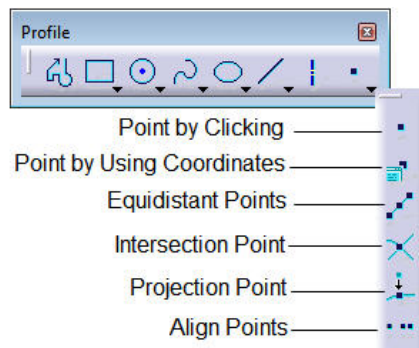 Profile
Point by Clicking
Point by Using Coordinates
Equidistant Points
Intersection Point
Projection Point
Align Points